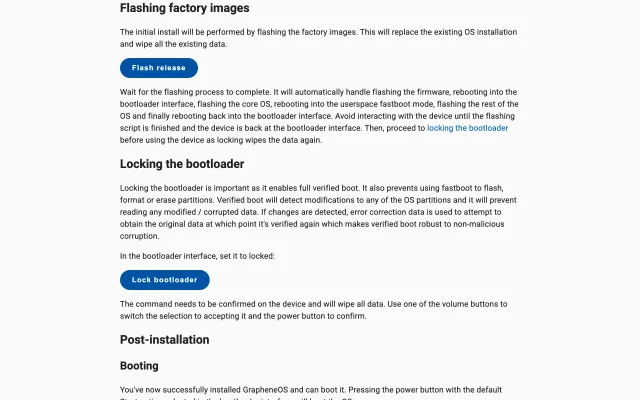 Flashing factory images
The initial install will be performed by flashing the factory images. This will replace the existing OS installation
and wipe all the existing data.
Flash release
Wait for the flashing process to complete. It will automatically handle flashing the firmware, rebooting into the
bootloader interface, flashing the core OS, rebooting into the userspace fastboot mode, flashing the rest of the
OS and finally rebooting back into the bootloader interface. Avoid interacting with the device until the flashing
script is finished and the device is back at the bootloader interface. Then, proceed to locking the bootloader
before using the device as locking wipes the data again.
Locking the bootloader
Locking the bootloader is important as it enables full verified boot. It also prevents using fastboot to flash,
format or erase partitions. Verified boot will detect modifications to any of the OS partitions and it will prevent
reading any modified / corrupted data. If changes are detected, error correction data is used to attempt to
obtain the original data at which point it's verified again which makes verified boot robust to non-malicious
corruption.
In the bootloader interface, set it to locked:
Lock bootloader
The command needs to be confirmed on the device and will wipe all data. Use one of the volume buttons to
switch the selection to accepting it and the power button to confirm.
Post-installation
Booting
You've now successfully installed GrapheneOS and can boot it. Pressing the power button with the default